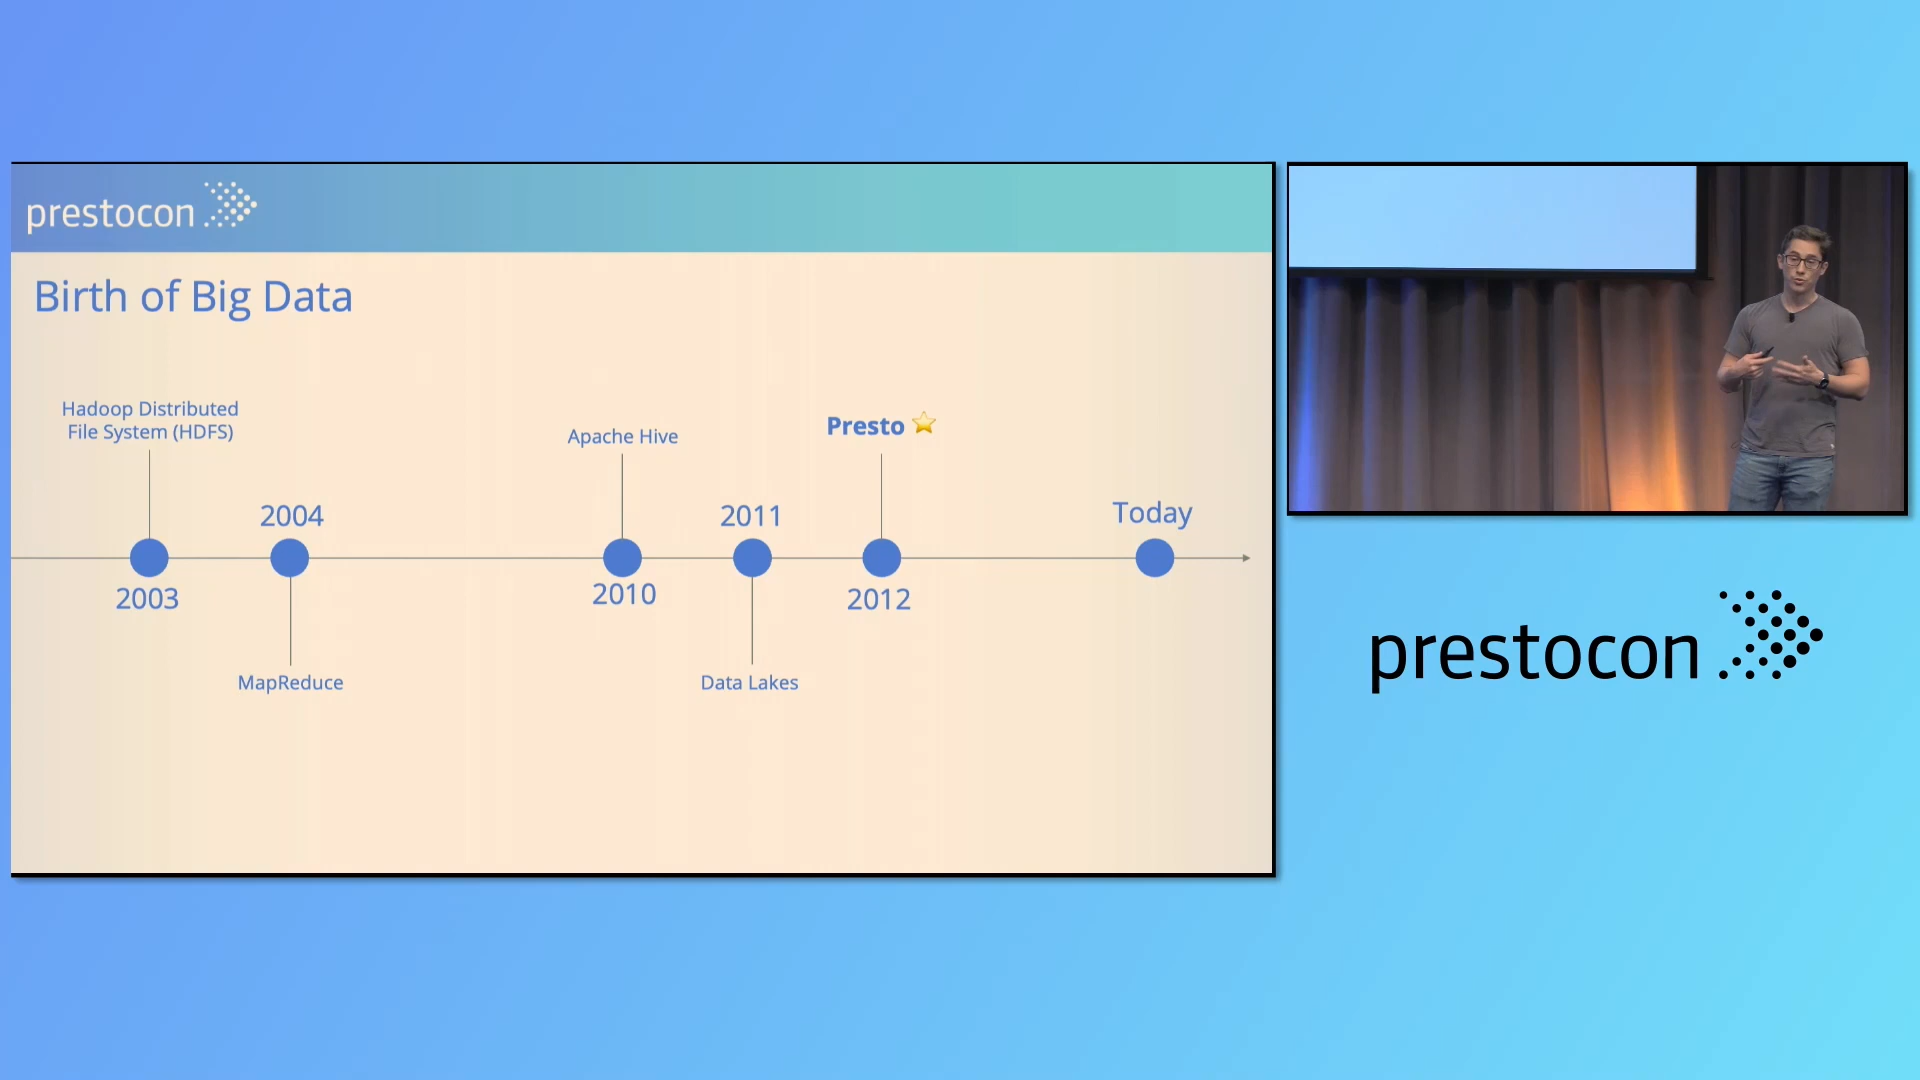 prestocon
Birth of Big Data
Hadoop Distributed
File System (HDFS)
Apache Hive
Presto ⭐
2004
2011
Today
2003
2010
2012
MapReduce
Data Lakes
prestocon